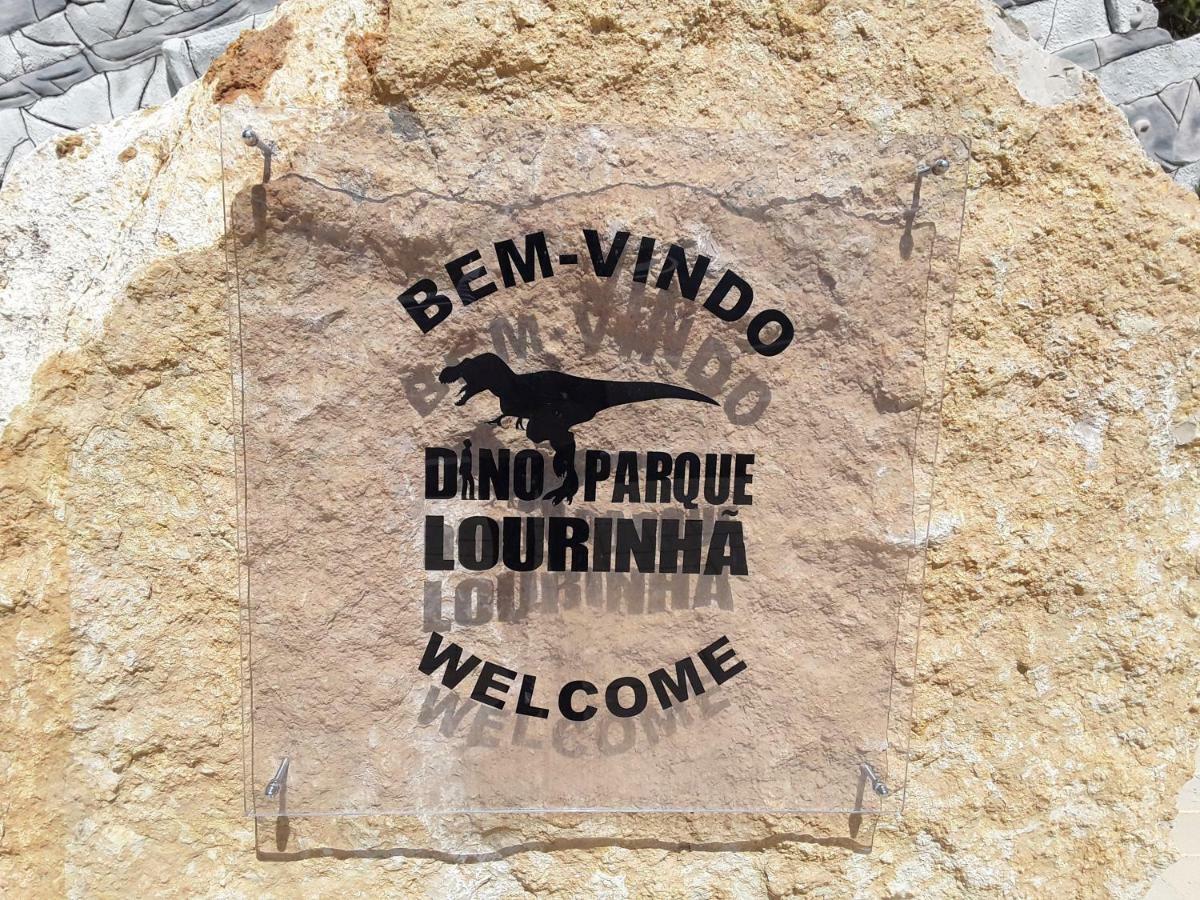 BEM-VINDO
DINO PARQUE
LOURINHÃ
WELCOME